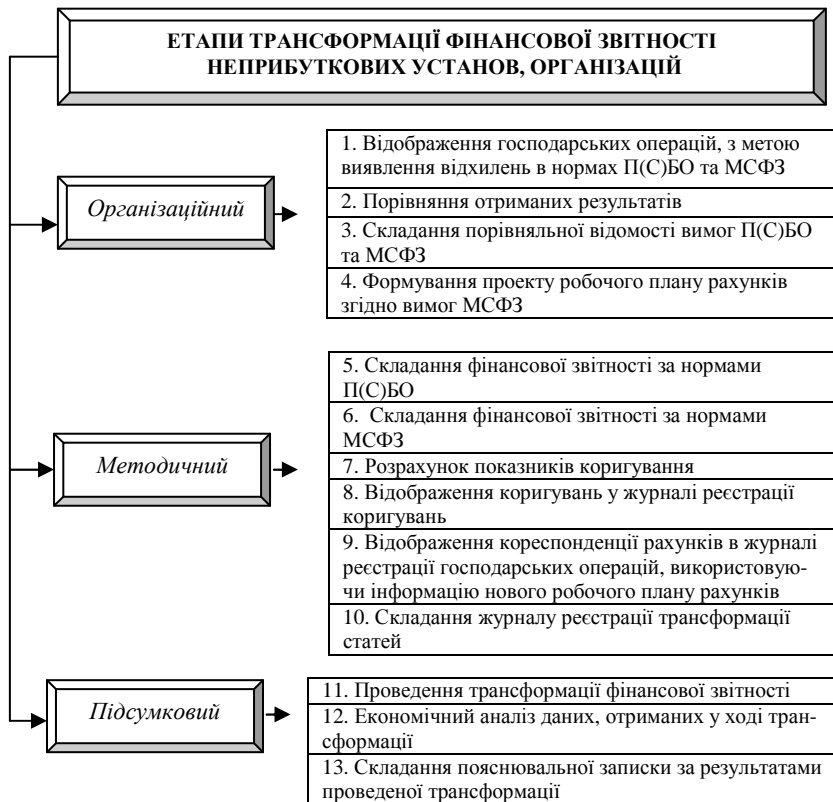 ЕТАПИ ТРАНСФОРМАЦІЇ ФІНАНСОВОЇ ЗВІТНОСТІ
НЕПРИБУТКОВИХ УСТАНОВ, ОРГАНІЗАЦІЙ
Організаційний
1. Відображення господарських операцій, з метою
виявлення відхилень в нормах П(С)БО та МСФЗ
2. Порівняння отриманих результатів
3. Складання порівняльної відомості вимог П(С)БО
та МСФЗ
4. Формування проекту робочого плану рахунків
згідно вимог МСФЗ
Методичний
5. Складання фінансової звітності за нормами
П(С)БО
6. Складання фінансової звітності за нормами
МСФЗ
7. Розрахунок показників коригування
8. Відображення коригувань у журналі реєстрації
коригувань
9. Відображення кореспонденції рахунків в журналі
реєстрації господарських операцій, використовую-
чи інформацію нового робочого плану рахунків
10. Складання журналу реєстрації трансформації
статей
Підсумковий
11. Проведення трансформації фінансової звітності
12. Економічний аналіз даних, отриманих у ході тран-
сформації
13. Складання пояснювальної записки за результатами
проведеної трансформації